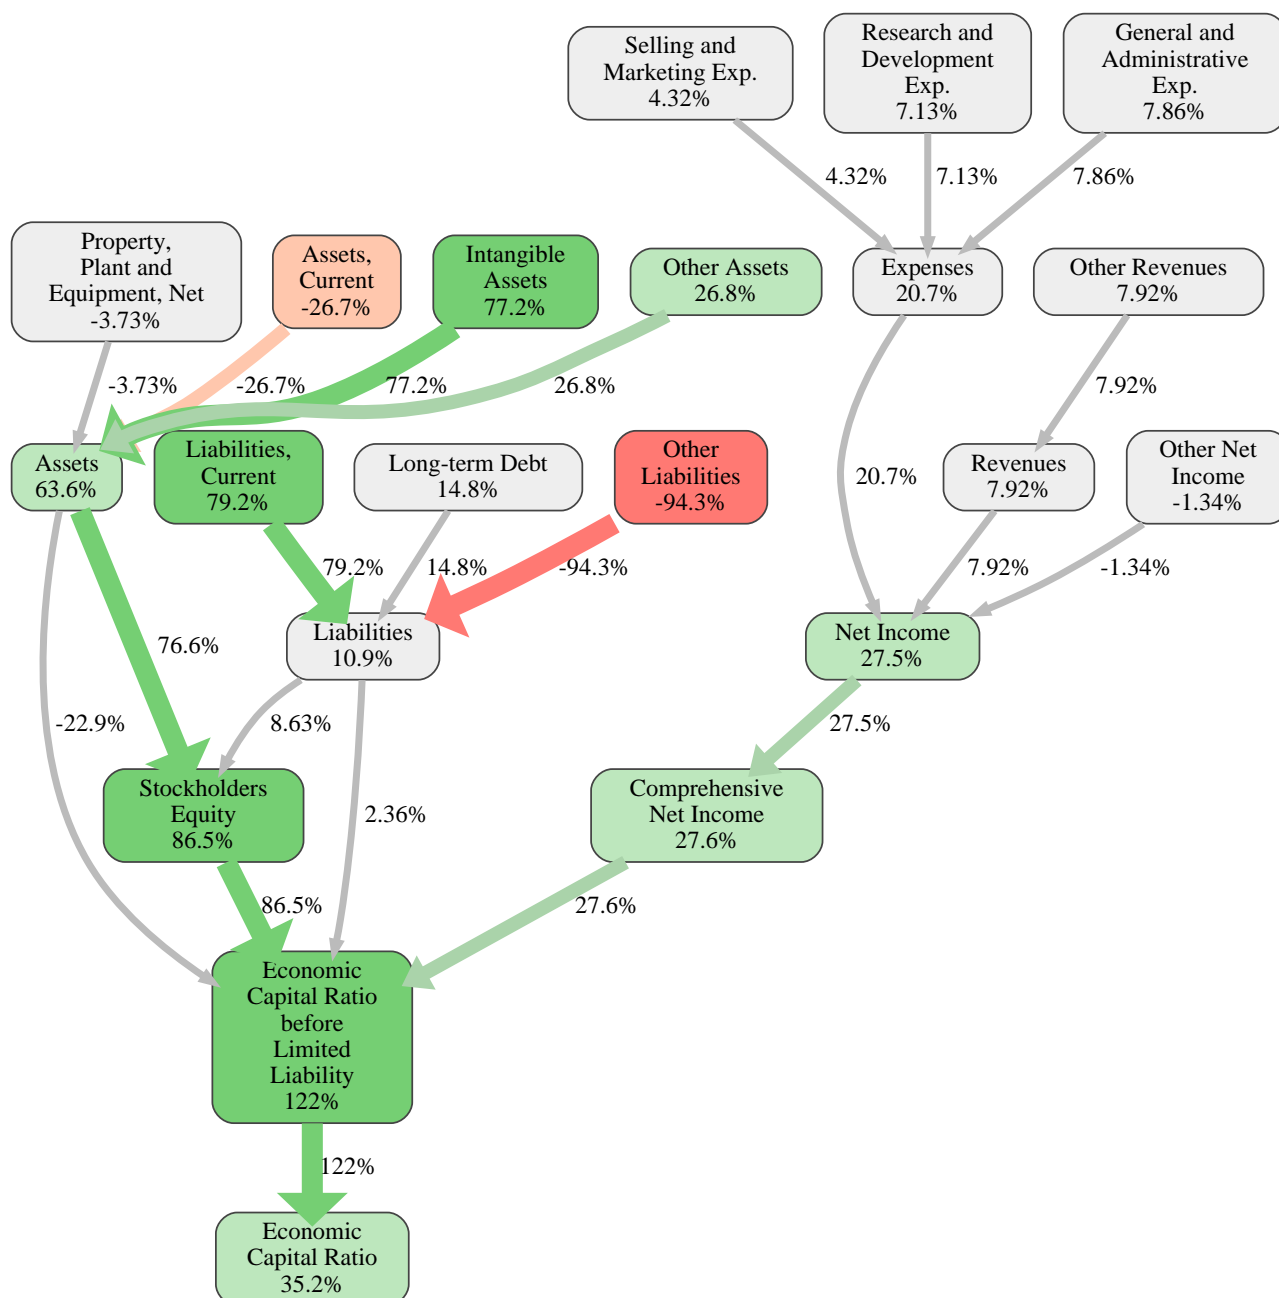 Selling and
Marketing Exp.
4.32%
Research and
Development
Exp.
7.13%
General and
Administrative
Exp.
7.86%
4.32%
7.13%
7.86%
Property,
Plant and
Equipment, Net
-3.73%
Assets,
Current
-26.7%
Intangible
Assets
77.2%
Other Assets
26.8%
Expenses
20.7%
Other Revenues
7.92%
-3.73%
-26.7%
77.2%
26.8%
7.92%
Assets
63.6%
Liabilities,
Current
79.2%
Long-term Debt
14.8%
Other
Liabilities
-94.3%
20.7%
Revenues
7.92%
Other Net
Income
-1.34%
79.2%
14.8%
-94.3%
7.92%
-1.34%
76.6%
Liabilities
10.9%
Net Income
27.5%
-22.9%
8.63%
27.5%
Stockholders
Equity
86.5%
2.36%
Comprehensive
Net Income
27.6%
86.5%
27.6%
Economic
Capital Ratio
before
Limited
Liability
122%
122%
Economic
Capital Ratio
35.2%